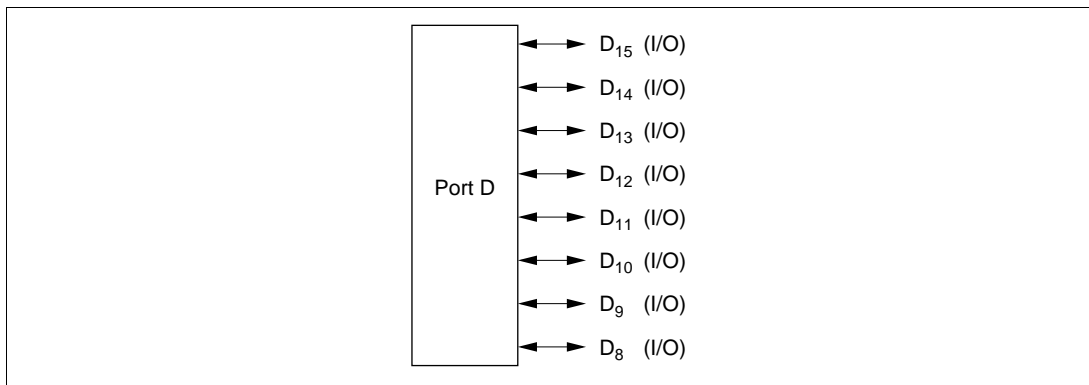 D15 (I/O)
D14 (I/O)
D13 (I/O)
D12 (I/O)
Port D
D11 (I/O)
D10 (I/O)
D9 (I/O)
D8 (I/O)